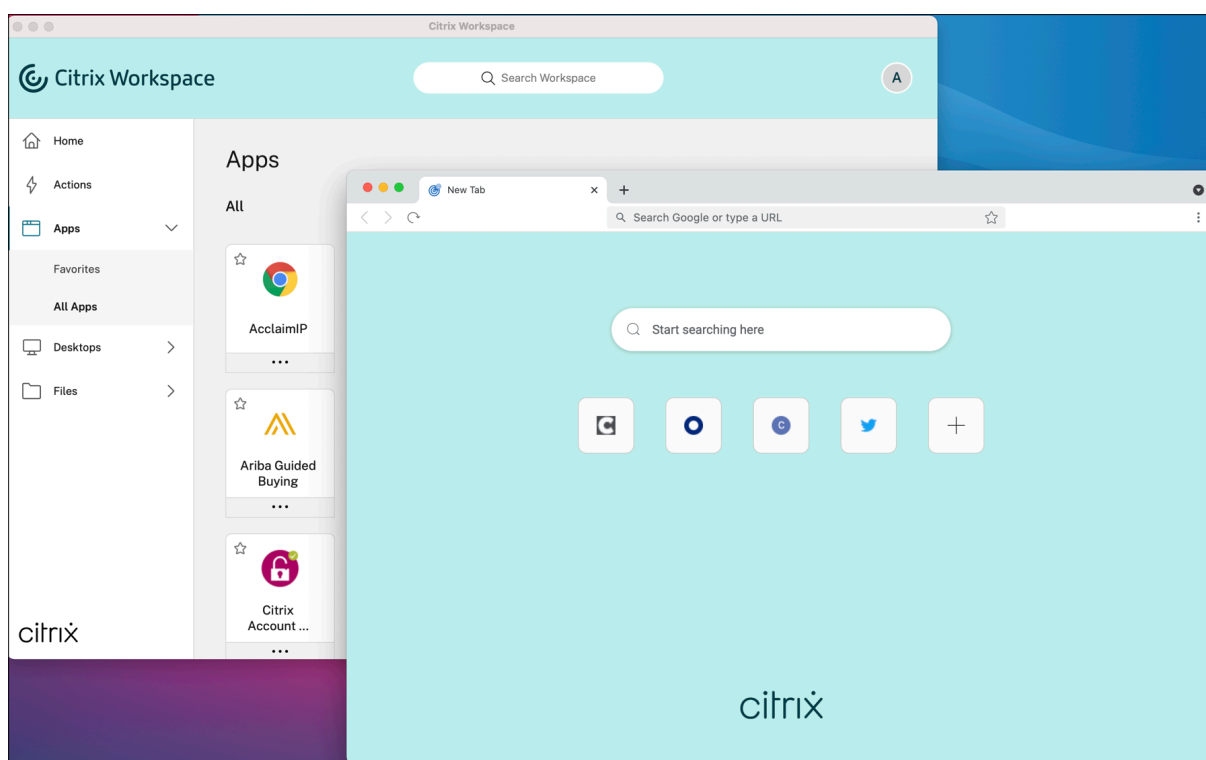 Citrix Workspace
Citrix Workspace
Search Workspace
A
Home
Actions
Apps
Favorites
All Apps
Desktops
Files
citrix
Apps
All
AcclaimIP
Ariba Guided
Buying
Citrix
Account ...
New Tab
Search Google or type a URL
Start searching here
C
C
citrix